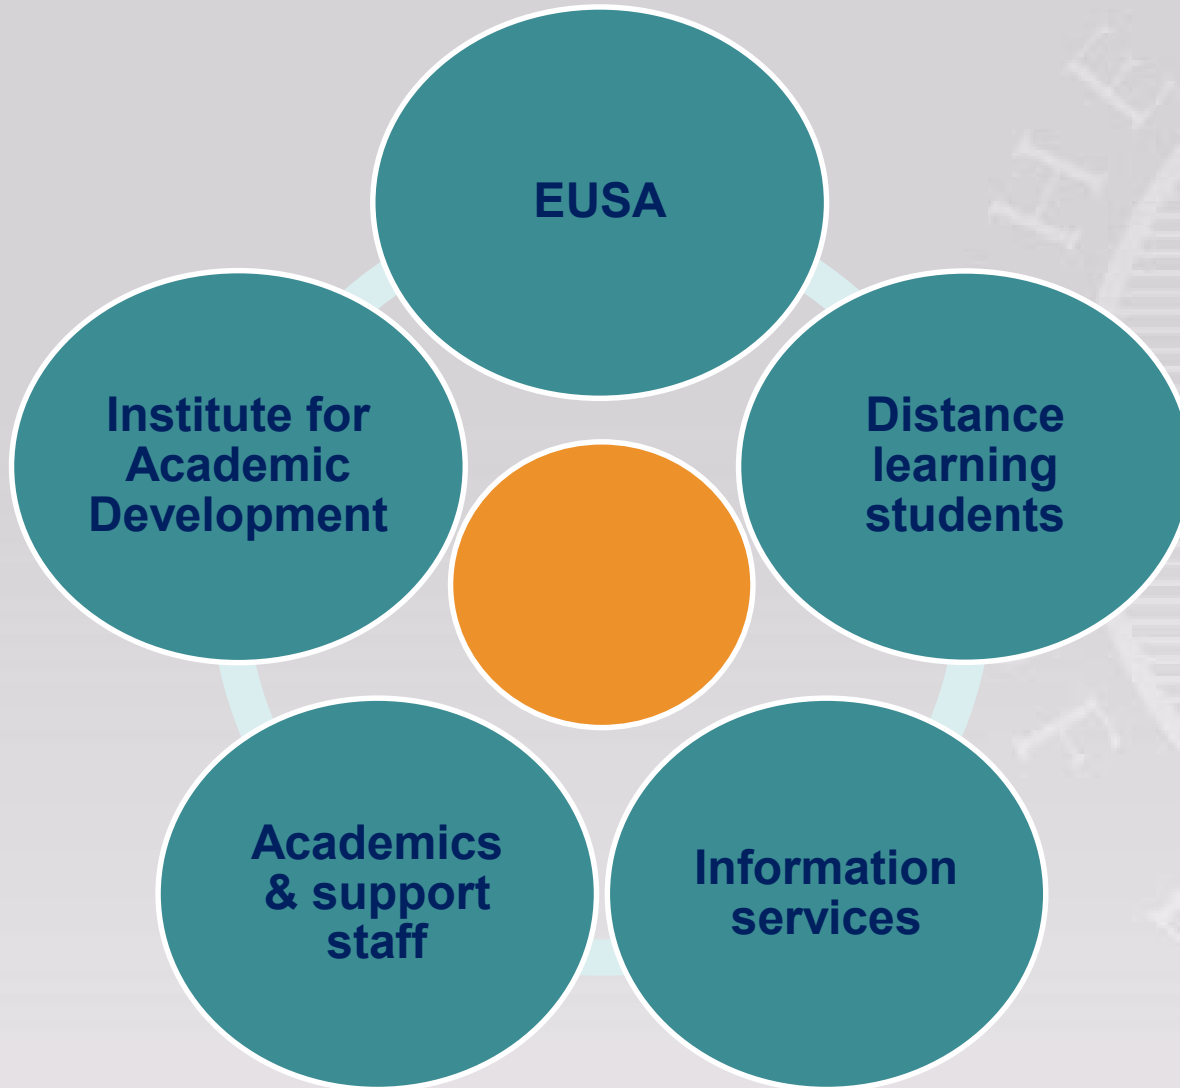 EUSA
Institute for
Academic
Development
Distance
learning
students
Academics
& support
staff
Information
services